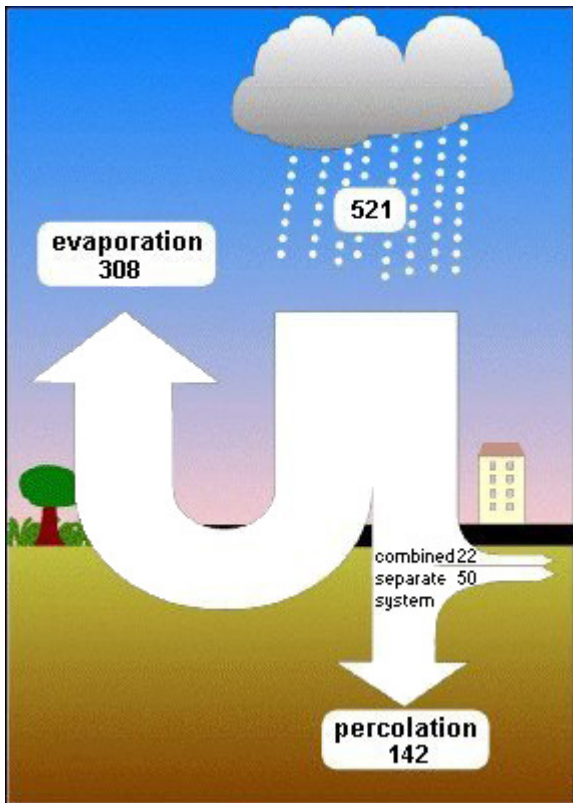 521
evaporation
308
combined 22
separate 50
system
percolation
142